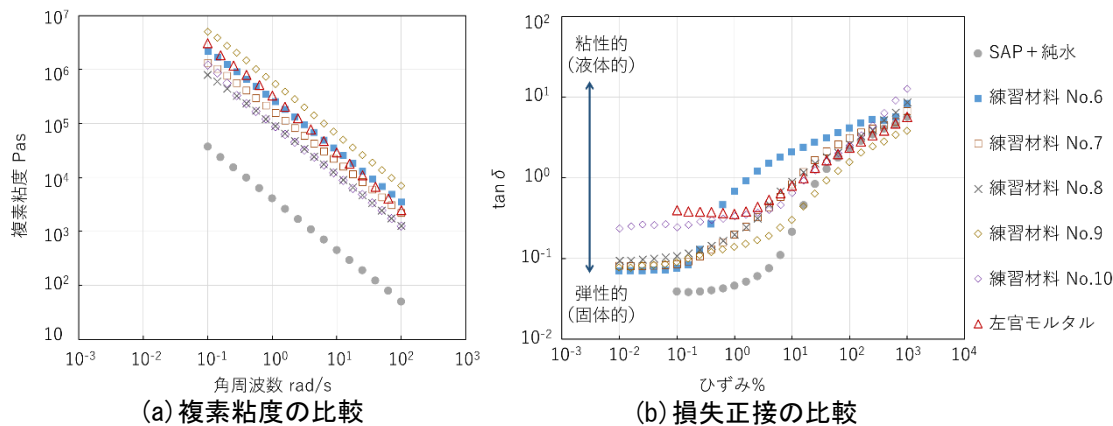 複素粘度 Pas
10⁷
10⁶
10⁵
10⁴
10³
10²
10
10⁻³
10⁻²
10⁻¹
10⁰
10¹
10²
角周波数 rad/s
(a) 複素粘度の比較
tan δ
10²
10¹
10⁰
10⁻¹
10⁻²
粘性的
(液体的)
弾性的
(固体的)
10⁻³
10⁻²
10⁻¹
10⁰
10¹
10²
10³
10⁴
ひずみ%
(b) 損失正接の比較
SAP+純水
練習材料 No.6
練習材料 No.7
練習材料 No.8
練習材料 No.9
練習材料 No.10
左官モルタル